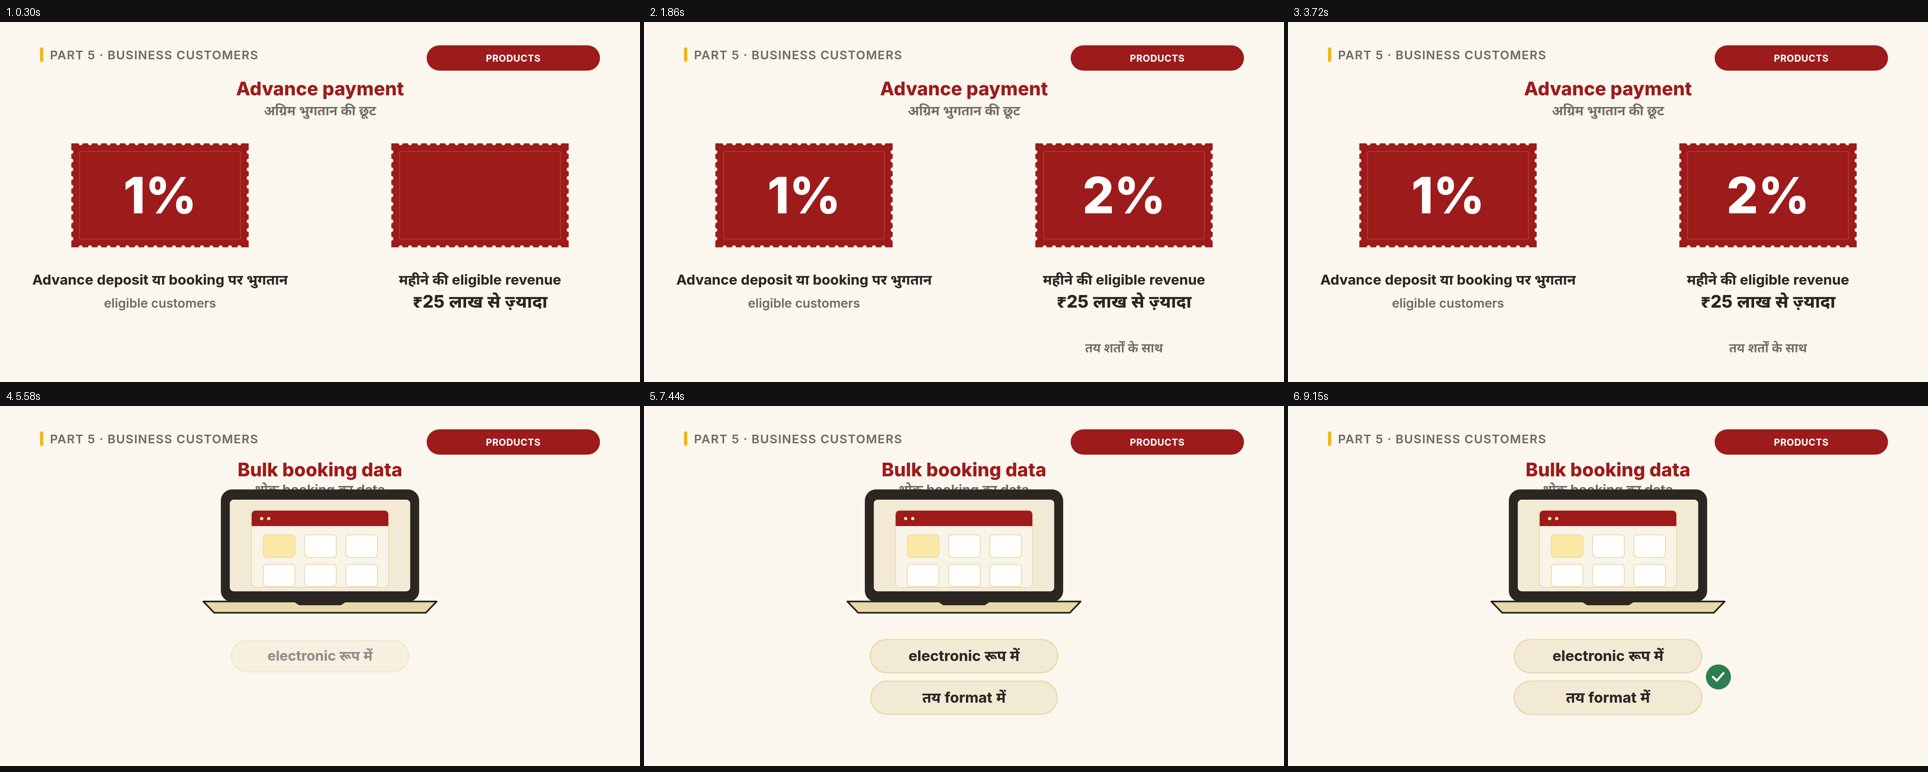 1. 0.30s
PART 5 · BUSINESS CUSTOMERS
PRODUCTS
Advance payment
अग्रिम भुगतान की छूट
1%
Advance deposit या booking पर भुगतान
eligible customers
महीने की eligible revenue
₹25 लाख से ज़्यादा
2. 1.86s
PART 5 · BUSINESS CUSTOMERS
PRODUCTS
Advance payment
अग्रिम भुगतान की छूट
1%
2%
Advance deposit या booking पर भुगतान
eligible customers
महीने की eligible revenue
₹25 लाख से ज़्यादा
तय शर्तों के साथ
3. 3.72s
PART 5 · BUSINESS CUSTOMERS
PRODUCTS
Advance payment
अग्रिम भुगतान की छूट
1%
2%
Advance deposit या booking पर भुगतान
eligible customers
महीने की eligible revenue
₹25 लाख से ज़्यादा
तय शर्तों के साथ
4. 5.58s
PART 5 · BUSINESS CUSTOMERS
PRODUCTS
Bulk booking data
थोक booking का data
electronic रूप में
5. 7.44s
PART 5 · BUSINESS CUSTOMERS
PRODUCTS
Bulk booking data
थोक booking का data
electronic रूप में
तय format में
6. 9.15s
PART 5 · BUSINESS CUSTOMERS
PRODUCTS
Bulk booking data
थोक booking का data
electronic रूप में
तय format में